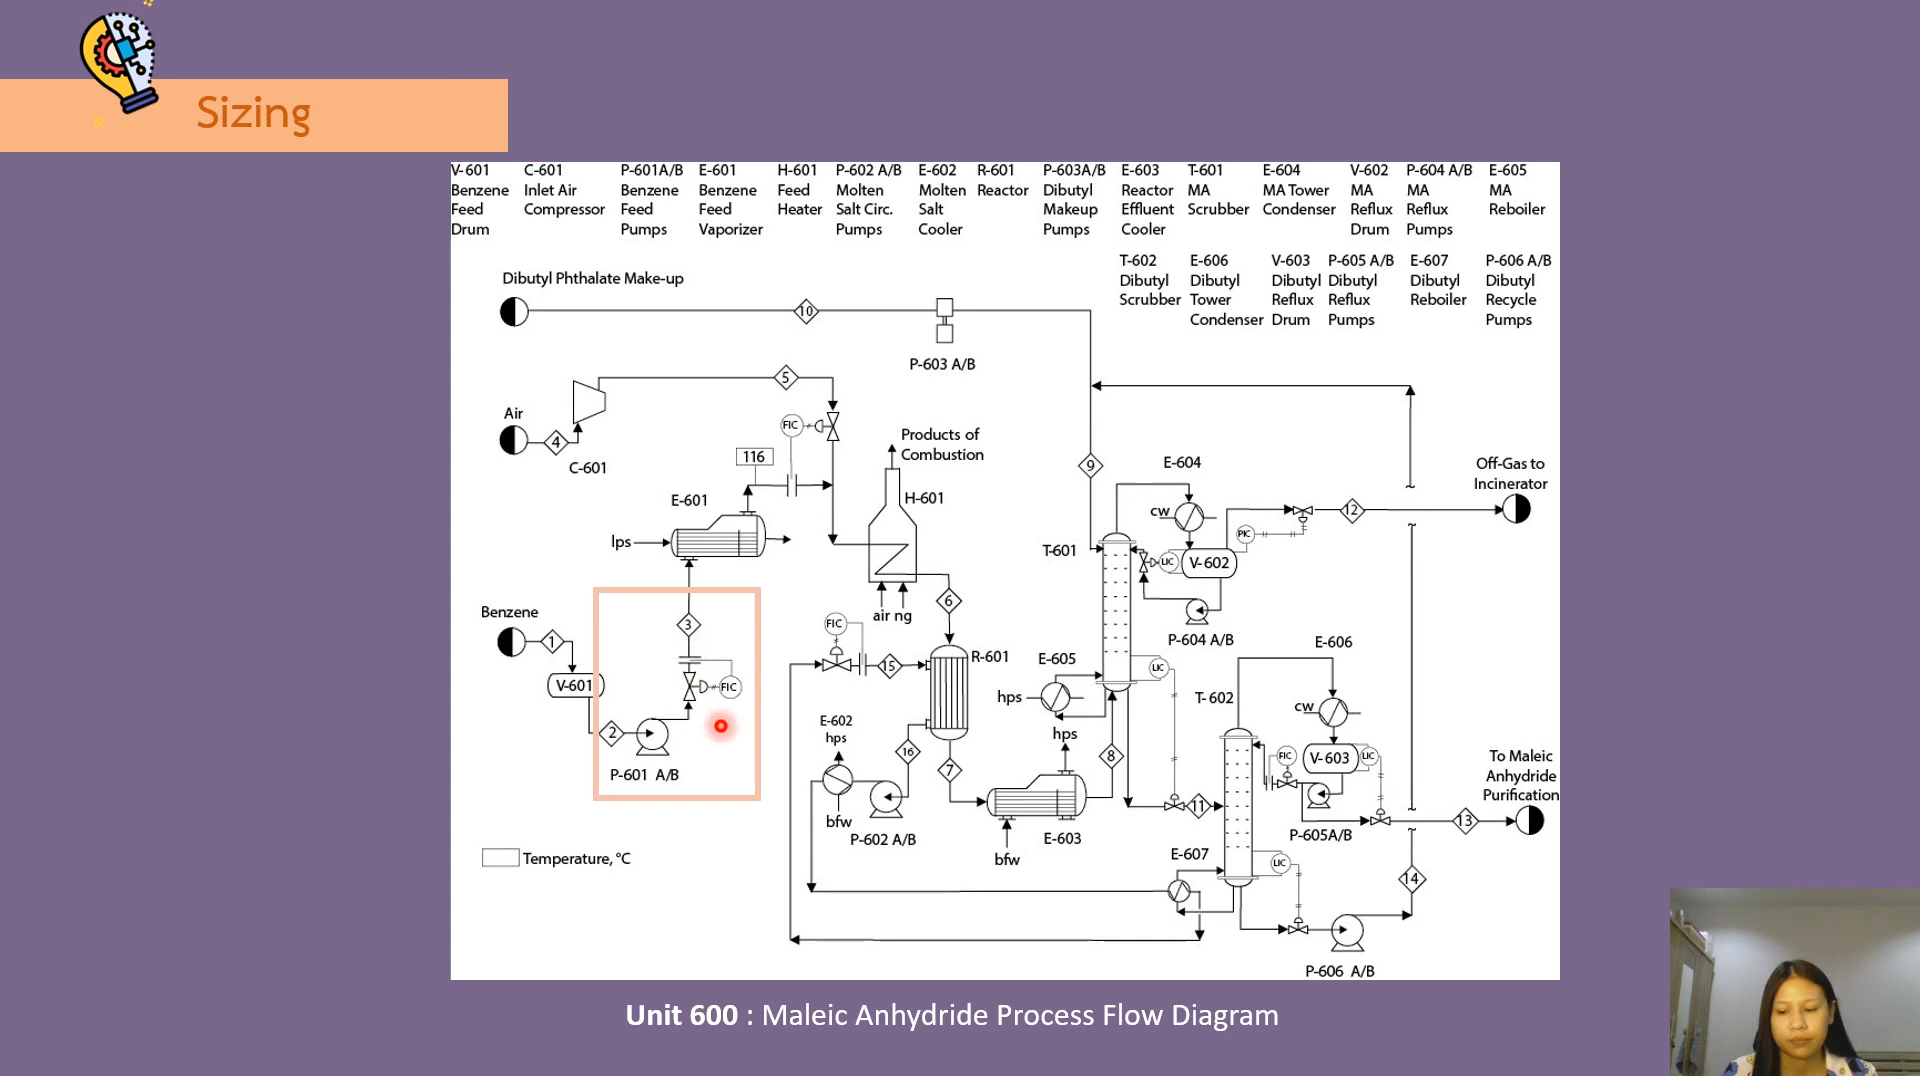 Sizing
V-601 C-601 P-601A/B E-601 H-601 P-602 A/B E-602 R-601 P-603A/B E-603 T-601 E-604 V-602 P-604 A/B E-605
Benzene Inlet Air Benzene Benzene Feed Molten Molten Reactor Dibutyl Reactor MA MA Tower MA MA MA
Feed Compressor Feed Feed Heater Salt Circ. Salt Makeup Effluent Scrubber Condenser Reflux Reflux Reboiler
Drum Pumps Vaporizer Pumps Cooler Pumps Cooler Drum Pumps
T-602 E-606 V-603 P-605 A/B E-607 P-606 A/B
Dibutyl Dibutyl Dibutyl Dibutyl Dibutyl Dibutyl
Scrubber Tower Reflux Reflux Reboiler Recycle
Condenser Drum Pumps Pumps
Dibutyl Phthalate Make-up
10
P-603 A/B
5
Air
4
C-601
FIC
116
Products of
Combustion
H-601
E-601
lps
air ng
6
Benzene
1
V-601
2
3
FIC
P-601 A/B
FIC
15
R-601
E-602
hps
16
7
bfw
P-602 A/B
E-603
bfw
hps
8
9
E-604
cw
T-601
LIC
V-602
PIC
12
Off-Gas to
Incinerator
P-604 A/B
E-605
hps
LIC
E-606
T-602
cw
FIC
V-603
LIC
11
P-605A/B
13
To Maleic
Anhydride
Purification
E-607
LIC
14
P-606 A/B
Temperature, °C
Unit 600 : Maleic Anhydride Process Flow Diagram